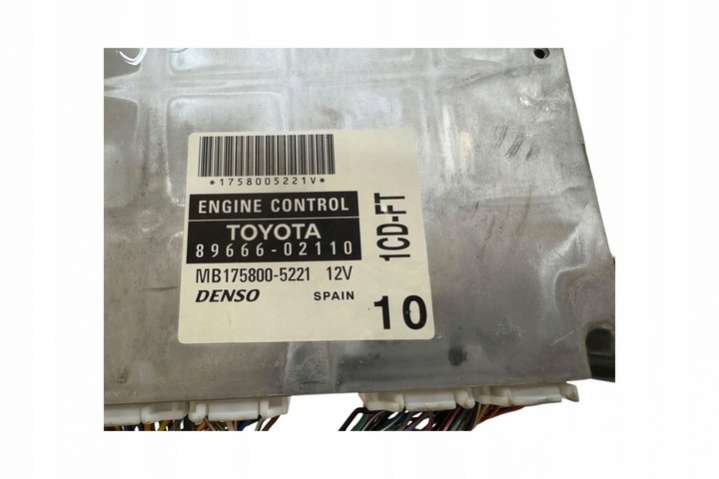 *1758005221V*
ENGINE CONTROL
TOYOTA
89666-02110
MB175800-5221 12V
DENSO SPAIN
1CD-FT
10